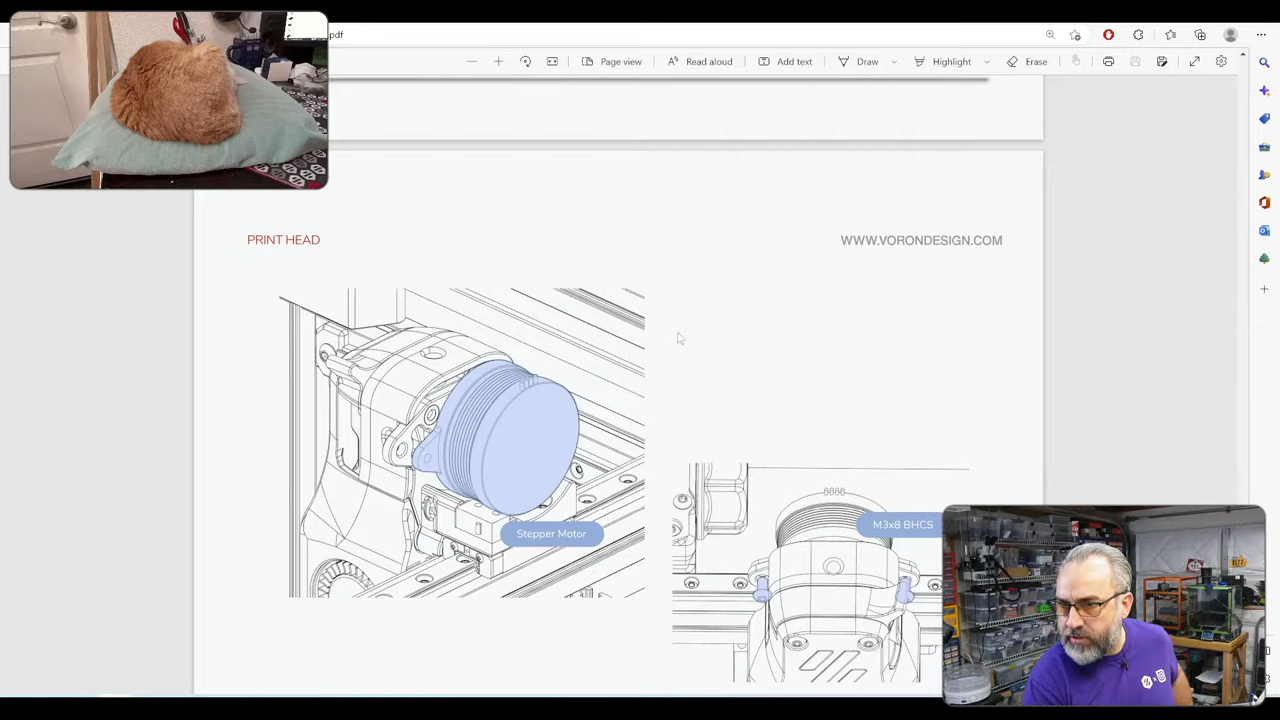 .pdf
Page view
Read aloud
Add text
Draw
Highlight
Erase
PRINT HEAD
WWW.VORONDESIGN.COM
Stepper Motor
M3x8 BHCS